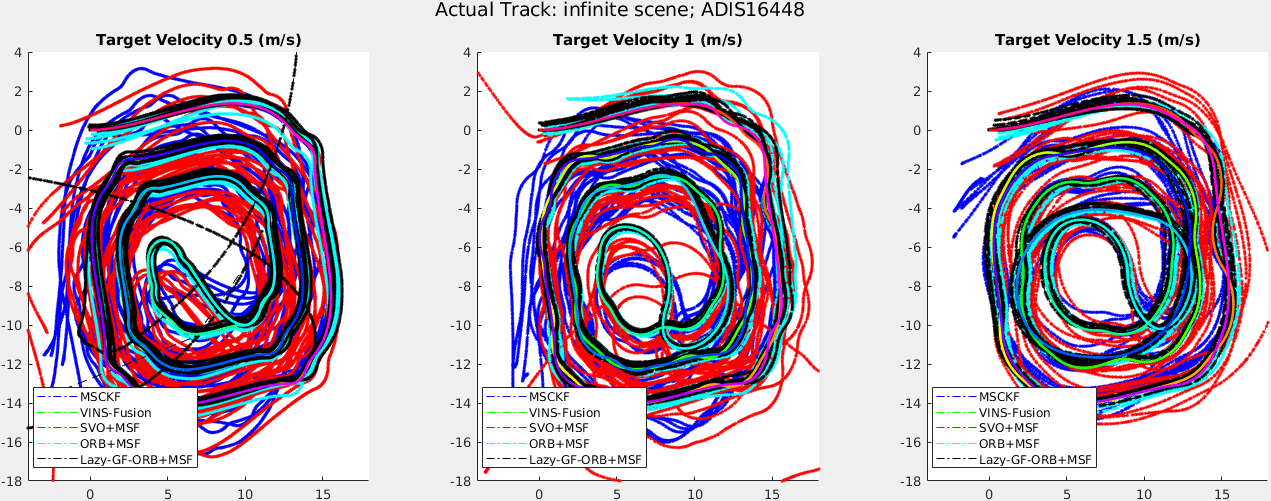 Actual Track: infinite scene; ADIS16448
Target Velocity 0.5 (m/s)
4
2
0
-2
-4
-6
-8
-10
-12
-14
-16
-18
0
5
10
15
MSCKF
VINS-Fusion
SVO+MSF
ORB+MSF
Lazy-GF-ORB+MSF
Target Velocity 1 (m/s)
4
2
0
-2
-4
-6
-8
-10
-12
-14
-16
-18
0
5
10
15
MSCKF
VINS-Fusion
SVO+MSF
ORB+MSF
Lazy-GF-ORB+MSF
Target Velocity 1.5 (m/s)
4
2
0
-2
-4
-6
-8
-10
-12
-14
-16
-18
0
5
10
15
MSCKF
VINS-Fusion
SVO+MSF
ORB+MSF
Lazy-GF-ORB+MSF